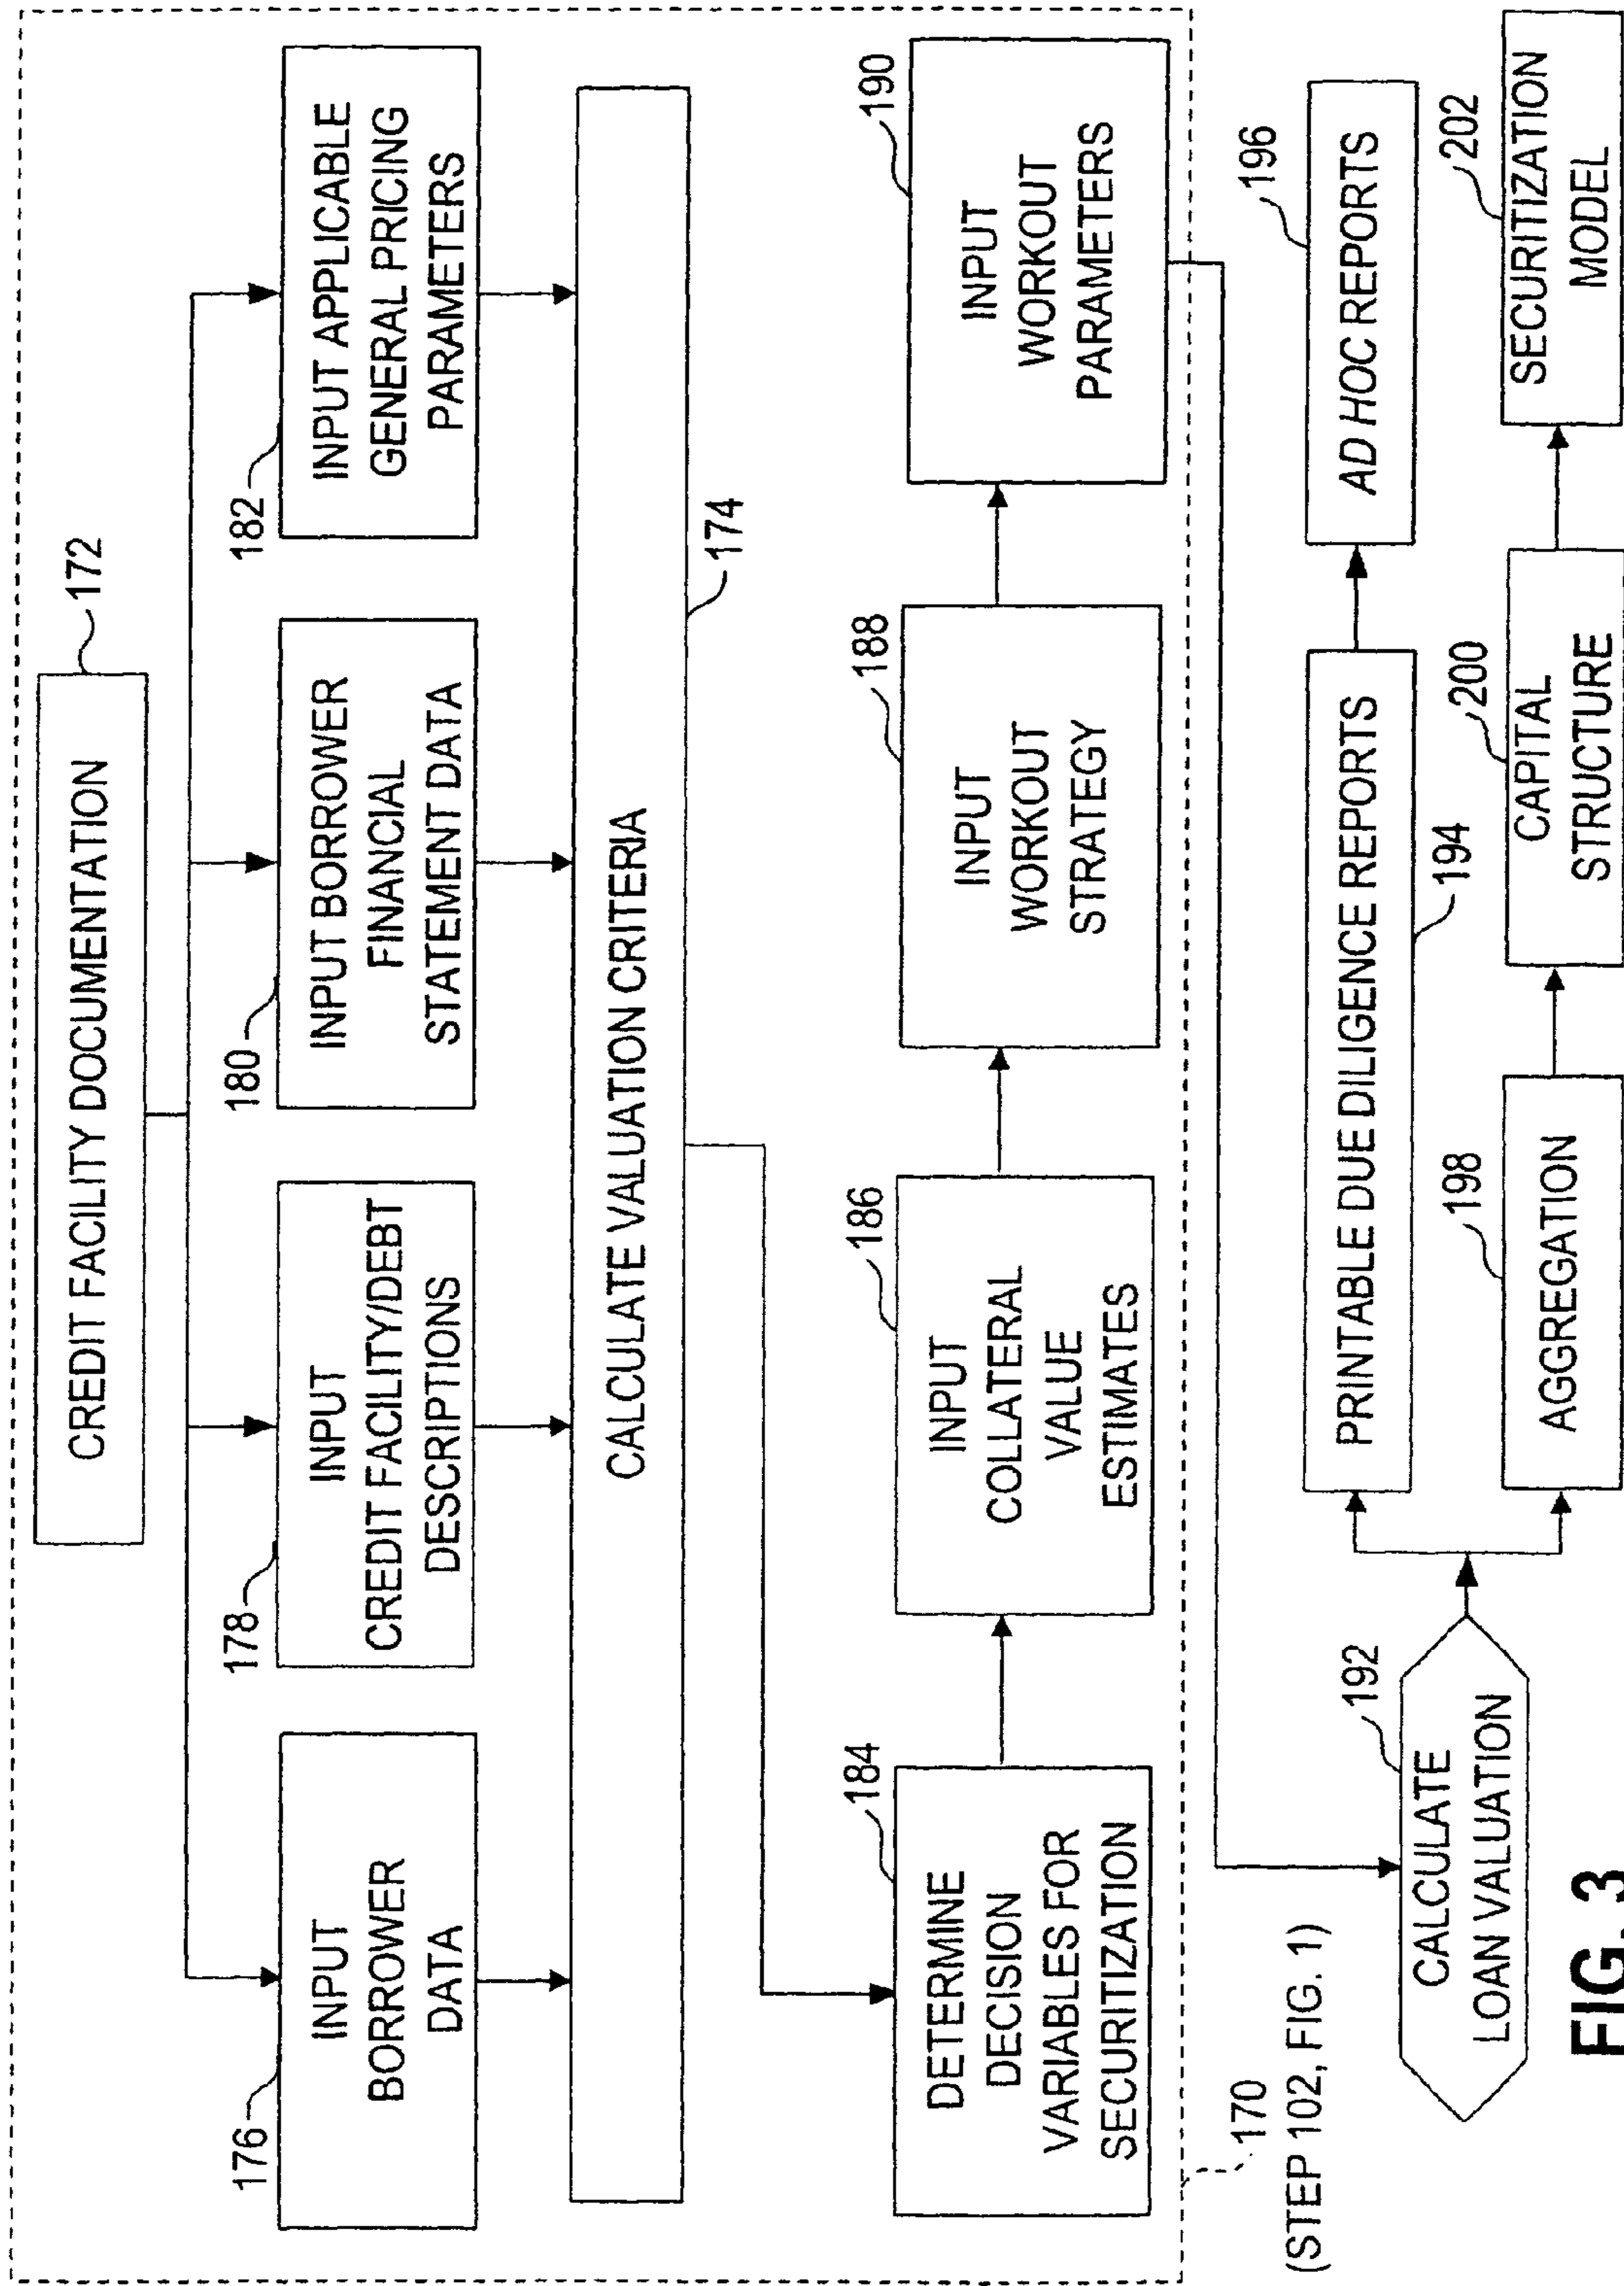 CREDIT FACILITY DOCUMENTATION
172
176
INPUT
BORROWER
DATA
178
INPUT
CREDIT FACILITY/DEBT
DESCRIPTIONS
180
INPUT BORROWER
FINANCIAL
STATEMENT DATA
182
INPUT APPLICABLE
GENERAL PRICING
PARAMETERS
CALCULATE VALUATION CRITERIA
174
184
DETERMINE
DECISION
VARIABLES FOR
SECURITIZATION
186
INPUT
COLLATERAL
VALUE
ESTIMATES
188
INPUT
WORKOUT
STRATEGY
190
INPUT
WORKOUT
PARAMETERS
170
(STEP 102, FIG. 1)
192
CALCULATE
LOAN VALUATION
PRINTABLE DUE DILIGENCE REPORTS
194
196
AD HOC REPORTS
198
AGGREGATION
200
CAPITAL
STRUCTURE
202
SECURITIZATION
MODEL
FIG. 3